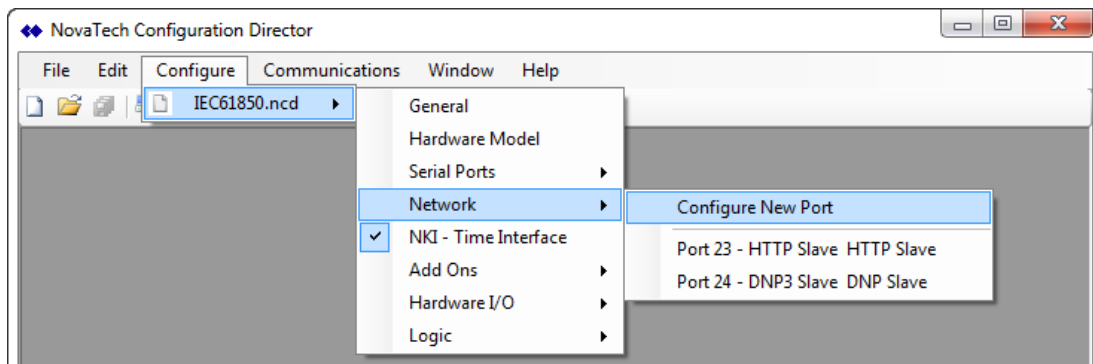 NovaTech Configuration Director
File Edit Configure Communications Window Help
IEC61850.ncd
General
Hardware Model
Serial Ports
Network
NKI - Time Interface
Add Ons
Hardware I/O
Logic
Configure New Port
Port 23 - HTTP Slave HTTP Slave
Port 24 - DNP3 Slave DNP Slave